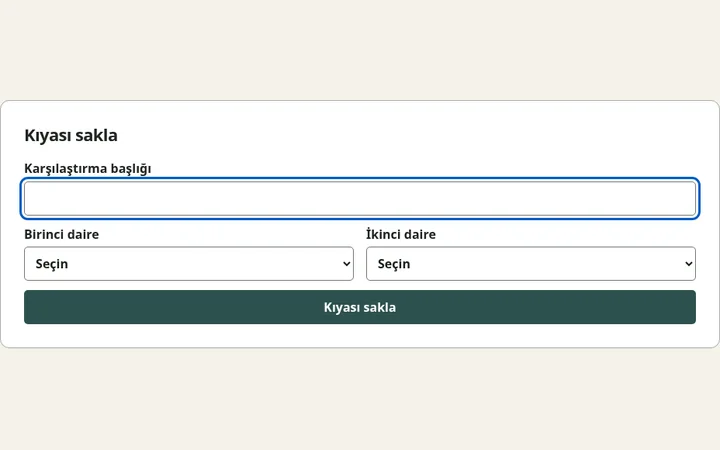 Kıyası sakla
Karşılaştırma başlığı
Birinci daire
İkinci daire
Seçin
Seçin
Kıyası sakla